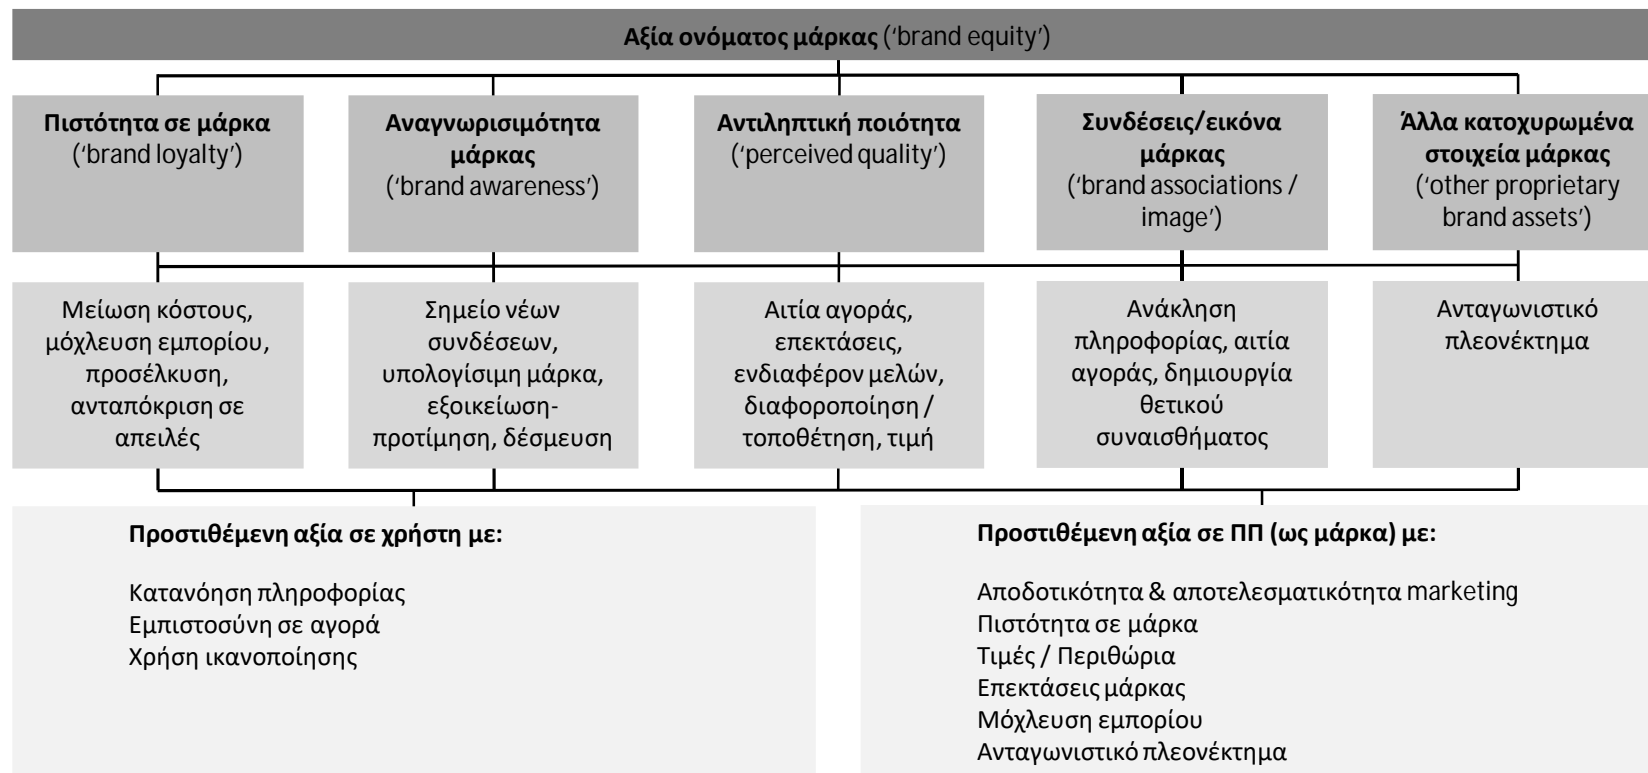 Αξία ονόματος μάρκας (‘brand equity’)
Πιστότητα σε μάρκα
(‘brand loyalty’)
Αναγνωρισιμότητα
μάρκας
(‘brand awareness’)
Αντιληπτική ποιότητα
(‘perceived quality’)
Συνδέσεις/εικόνα
μάρκας
(‘brand associations /
image’)
Άλλα κατοχυρωμένα
στοιχεία μάρκας
(‘other proprietary
brand assets’)
Μείωση κόστους,
μόχλευση εμπορίου,
προσέλκυση,
ανταπόκριση σε
απειλές
Σημείο νέων
συνδέσεων,
υπολογίσιμη μάρκα,
εξοικείωση-
προτίμηση, δέσμευση
Αιτία αγοράς,
επεκτάσεις,
ενδιαφέρον μελών,
διαφοροποίηση /
τοποθέτηση, τιμή
Ανάκληση
πληροφορίας, αιτία
αγοράς, δημιουργία
θετικού
συναισθήματος
Ανταγωνιστικό
πλεονέκτημα
Προστιθέμενη αξία σε χρήστη με:
Κατανόηση πληροφορίας
Εμπιστοσύνη σε αγορά
Χρήση ικανοποίησης
Προστιθέμενη αξία σε ΠΠ (ως μάρκα) με:
Αποδοτικότητα & αποτελεσματικότητα marketing
Πιστότητα σε μάρκα
Τιμές / Περιθώρια
Επεκτάσεις μάρκας
Μόχλευση εμπορίου
Ανταγωνιστικό πλεονέκτημα